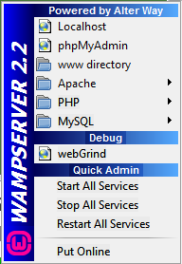 Powered by Alter Way
Localhost
phpMyAdmin
www directory
Apache
PHP
MySQL
Debug
webGrind
Quick Admin
Start All Services
Stop All Services
Restart All Services
Put Online
WAMPSERVER 2.2